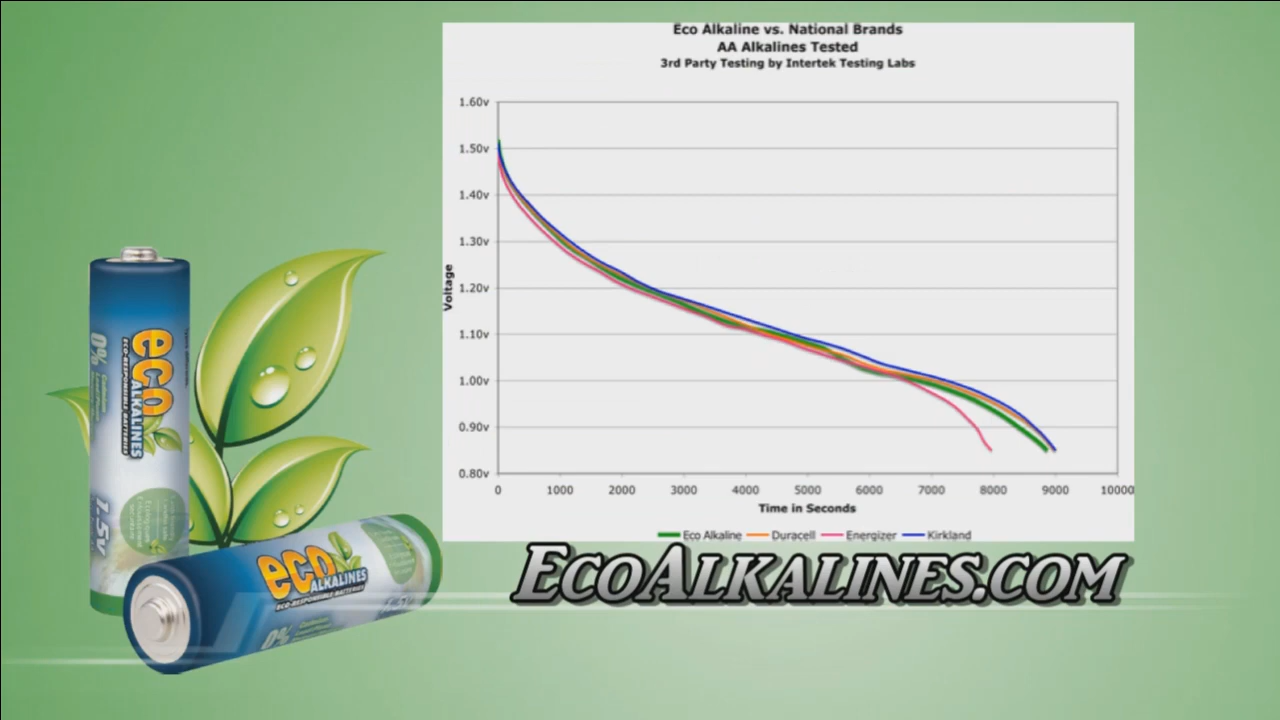 Eco Alkaline vs. National Brands
AA Alkalines Tested
3rd Party Testing by Intertek Testing Labs
1.60v
1.50v
1.40v
1.30v
1.20v
1.10v
1.00v
0.90v
0.80v
Voltage
0 1000 2000 3000 4000 5000 6000 7000 8000 9000 10000
Time in Seconds
Eco Alkaline Duracell Energizer Kirkland
EcoAlkalines.com
eco
ALKALINES
ECO-RESPONSIBLE BATTERIES
0%
1.5v
eco
ALKALINES
ECO-RESPONSIBLE BATTERIES
0%